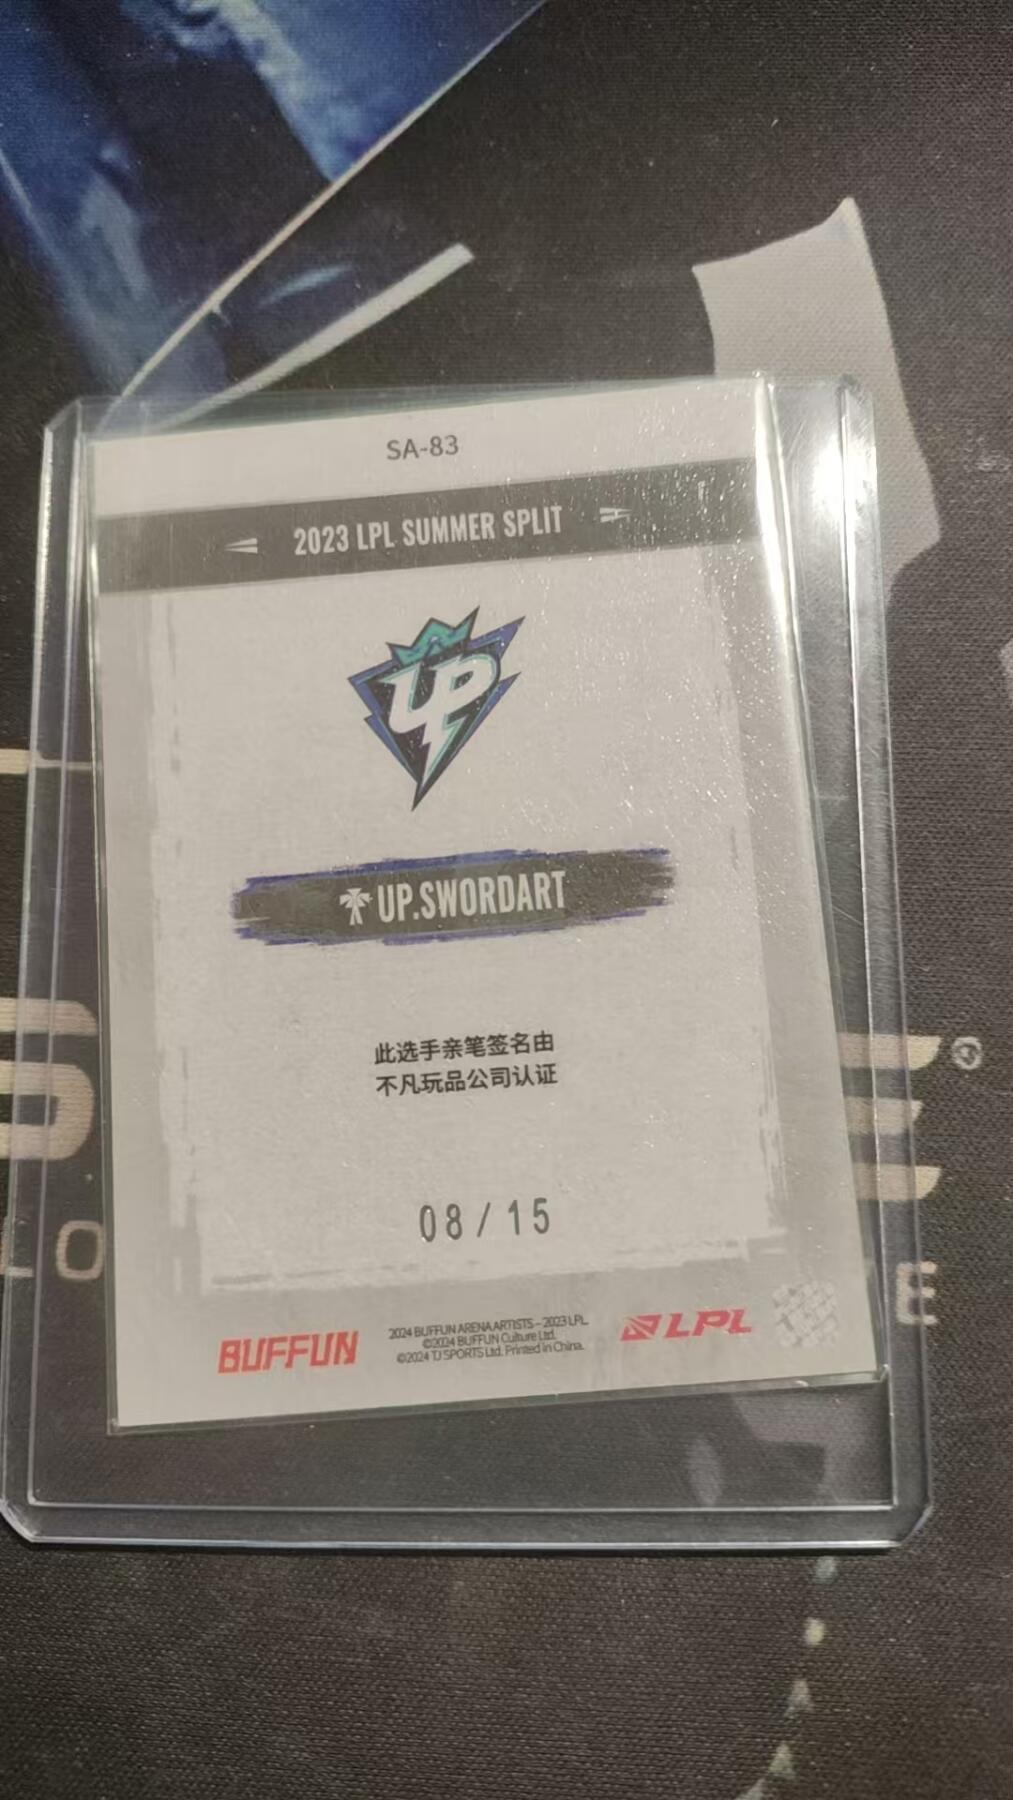 SA-83
2023 LPL SUMMER SPLIT
UP
UP.SWORDART
此选手亲笔签名由
不凡玩品公司认证
08/15
BUFFUN
2024 BUFFUN ARENA ARTISTS - 2023 LPL
©2024 BUFFUN Culture Ltd.
©2024 TJ SPORTS Ltd. Printed in China.
LPL
S
E
®
O
E